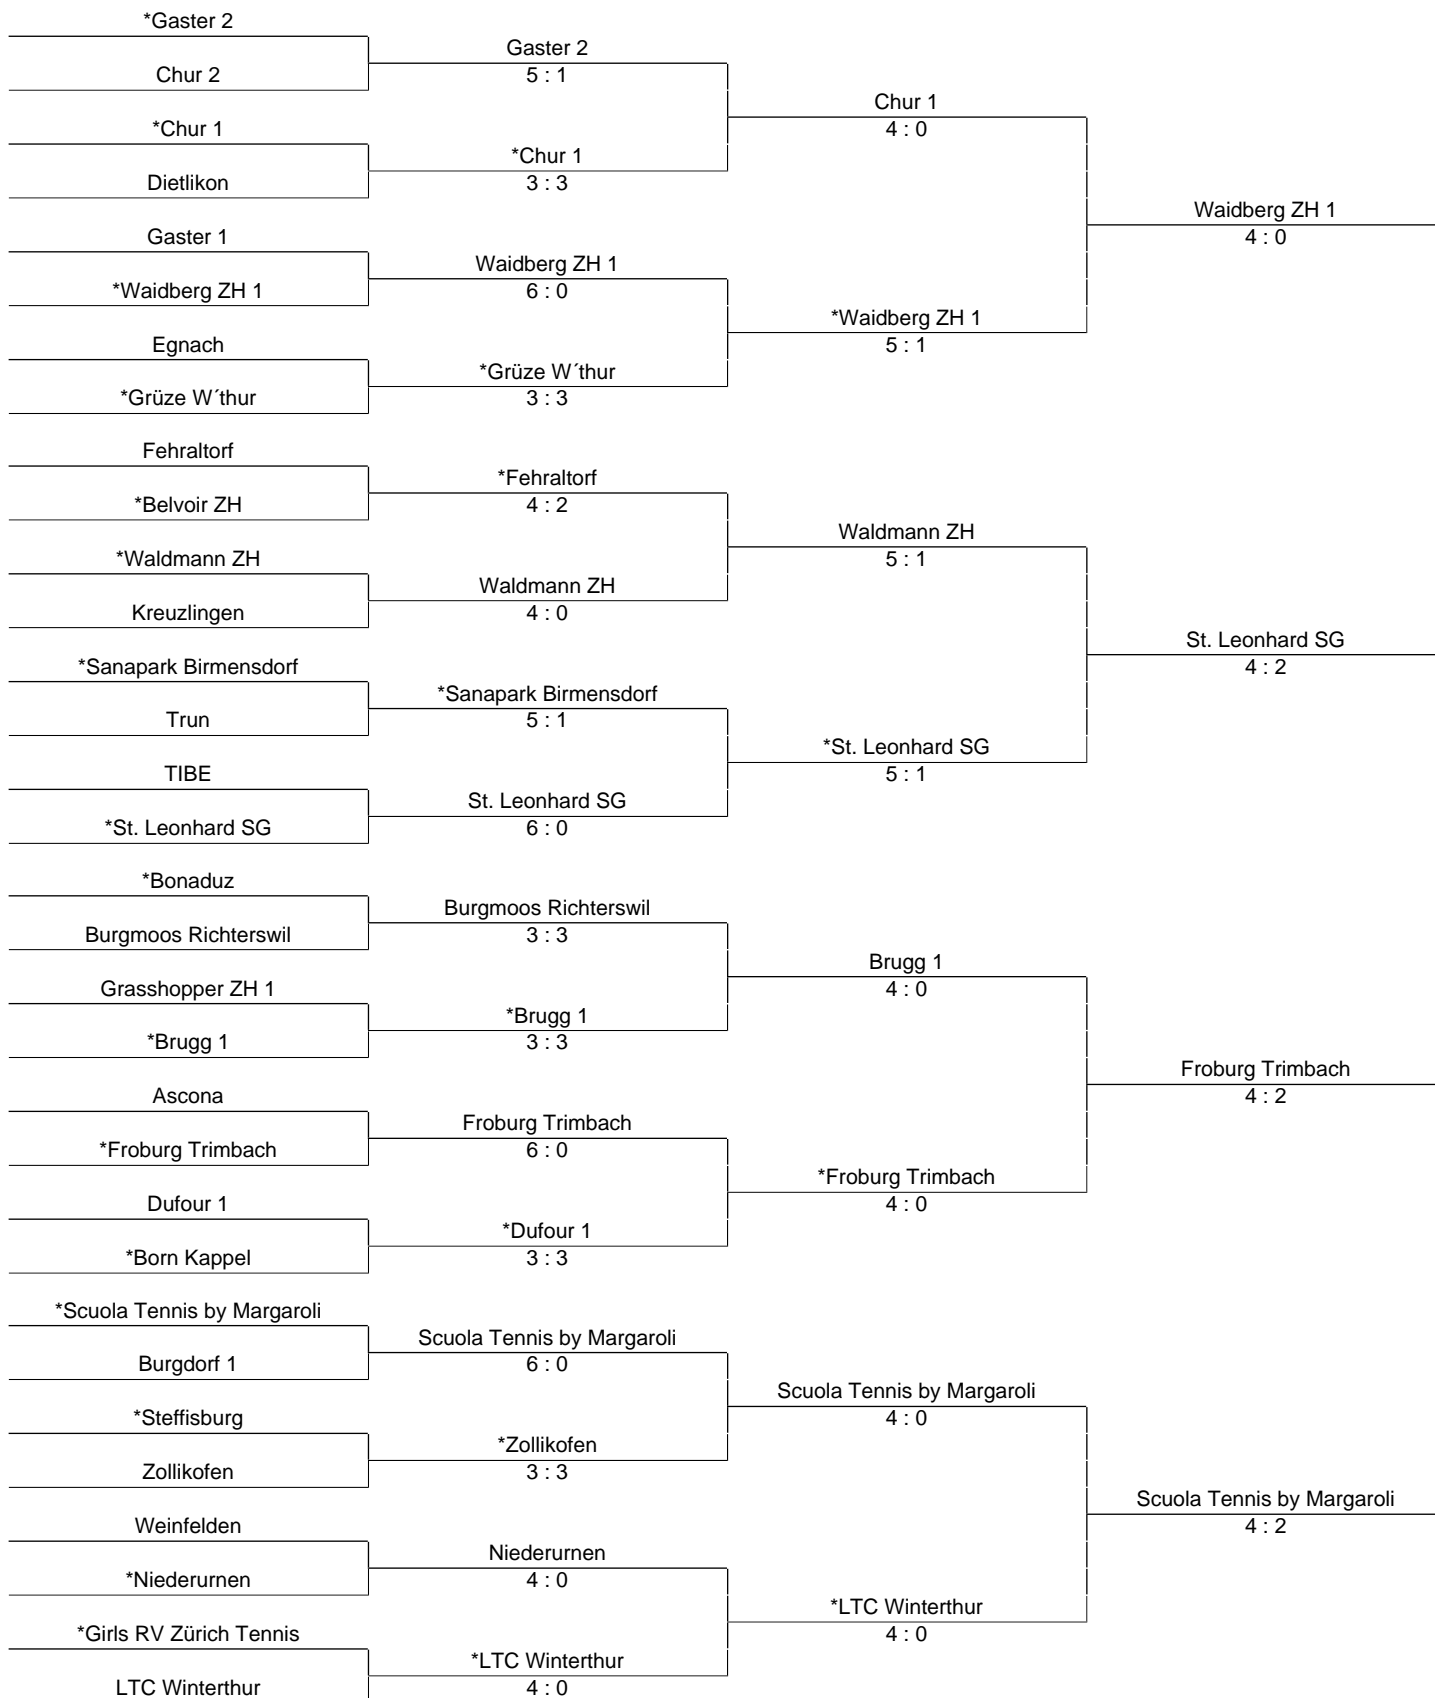 *Gaster 2
Gaster 2
Chur 2
5 : 1
Chur 1
*Chur 1
4 : 0
*Chur 1
Dietlikon
3 : 3
Waidberg ZH 1
Gaster 1
4 : 0
Waidberg ZH 1
*Waidberg ZH 1
6 : 0
*Waidberg ZH 1
Egnach
5 : 1
*Grüze W´thur
*Grüze W´thur
3 : 3
Fehraltorf
*Fehraltorf
*Belvoir ZH
4 : 2
Waldmann ZH
*Waldmann ZH
5 : 1
Waldmann ZH
Kreuzlingen
4 : 0
St. Leonhard SG
*Sanapark Birmensdorf
4 : 2
*Sanapark Birmensdorf
Trun
5 : 1
*St. Leonhard SG
TIBE
5 : 1
St. Leonhard SG
*St. Leonhard SG
6 : 0
*Bonaduz
Burgmoos Richterswil
Burgmoos Richterswil
3 : 3
Brugg 1
Grasshopper ZH 1
4 : 0
*Brugg 1
*Brugg 1
3 : 3
Froburg Trimbach
Ascona
4 : 2
Froburg Trimbach
*Froburg Trimbach
6 : 0
*Froburg Trimbach
Dufour 1
4 : 0
*Dufour 1
*Born Kappel
3 : 3
*Scuola Tennis by Margaroli
Scuola Tennis by Margaroli
Burgdorf 1
6 : 0
Scuola Tennis by Margaroli
*Steffisburg
4 : 0
*Zollikofen
Zollikofen
3 : 3
Scuola Tennis by Margaroli
Weinfelden
4 : 2
Niederurnen
*Niederurnen
4 : 0
*LTC Winterthur
*Girls RV Zürich Tennis
4 : 0
*LTC Winterthur
LTC Winterthur
4 : 0